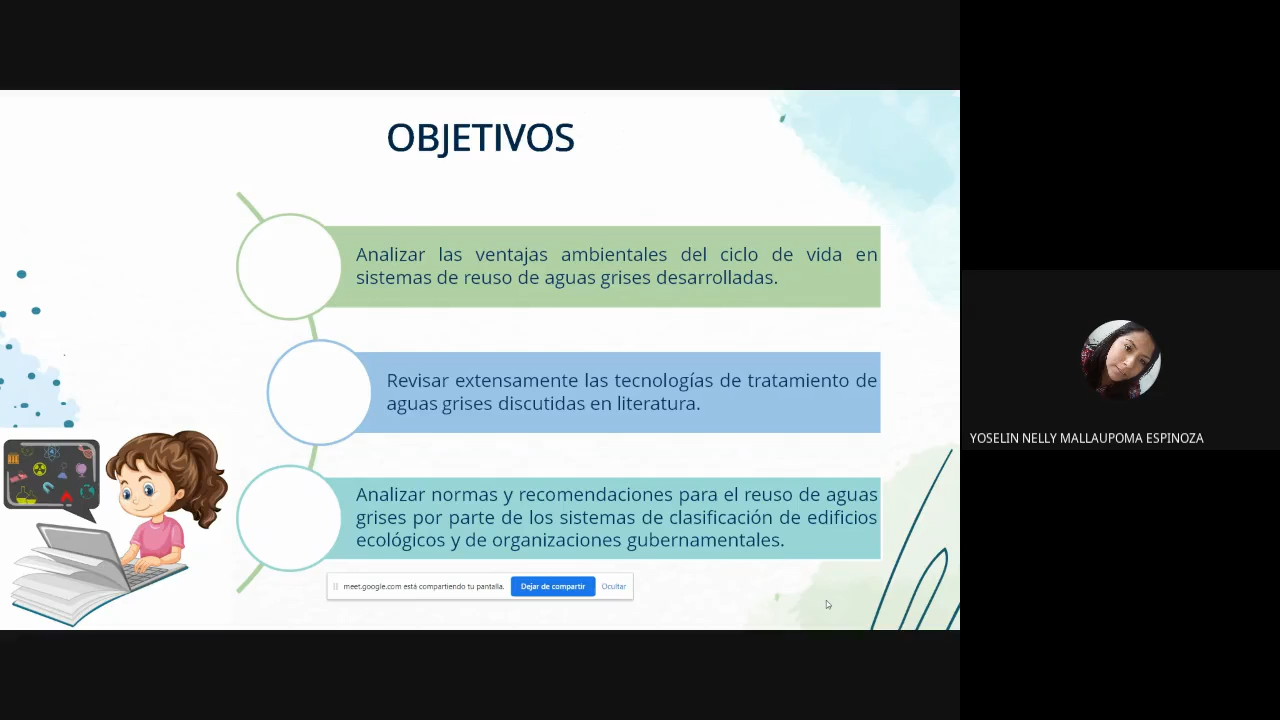 OBJETIVOS
Analizar las ventajas ambientales del ciclo de vida en
sistemas de reuso de aguas grises desarrolladas.
Revisar extensamente las tecnologías de tratamiento de
aguas grises discutidas en literatura.
Analizar normas y recomendaciones para el reuso de aguas
grises por parte de los sistemas de clasificación de edificios
ecológicos y de organizaciones gubernamentales.
meet.google.com está compartiendo tu pantalla. Dejar de compartir Ocultar
YOSELIN NELLY MALLAUPOMA ESPINOZA